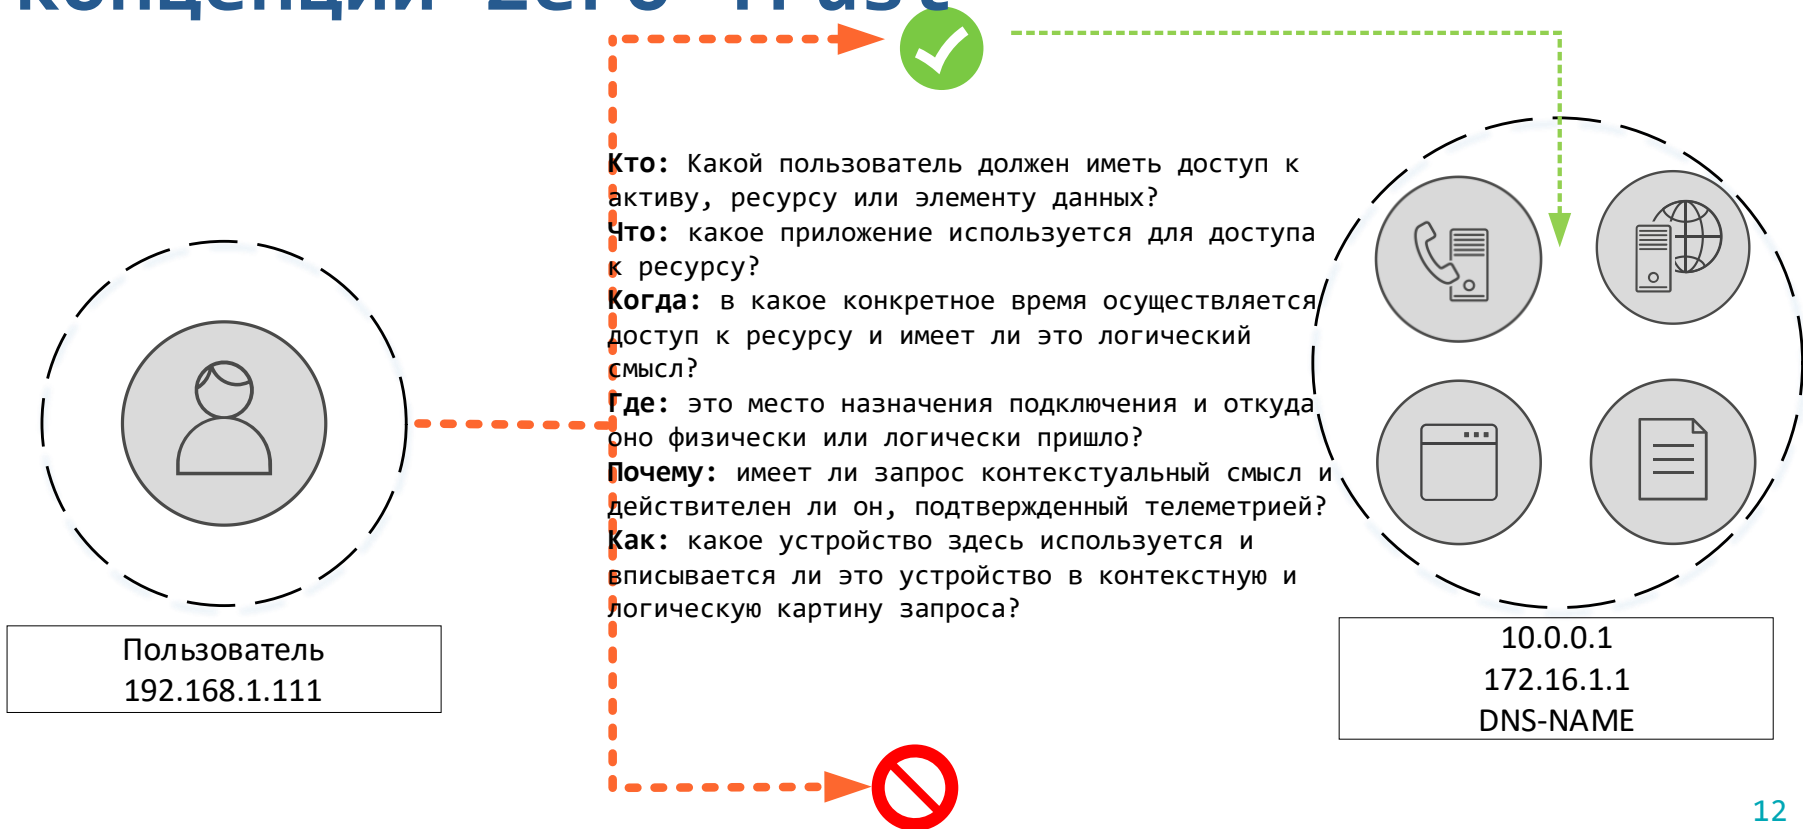 концепции Zero Trust
Кто: Какой пользователь должен иметь доступ к
активу, ресурсу или элементу данных?
Что: какое приложение используется для доступа
к ресурсу?
Когда: в какое конкретное время осуществляется
доступ к ресурсу и имеет ли это логический
смысл?
Где: это место назначения подключения и откуда
оно физически или логически пришло?
Почему: имеет ли запрос контекстуальный смысл и
действителен ли он, подтвержденный телеметрией?
Как: какое устройство здесь используется и
вписывается ли это устройство в контекстную и
логическую картину запроса?
Пользователь
192.168.1.111
10.0.0.1
172.16.1.1
DNS-NAME
12